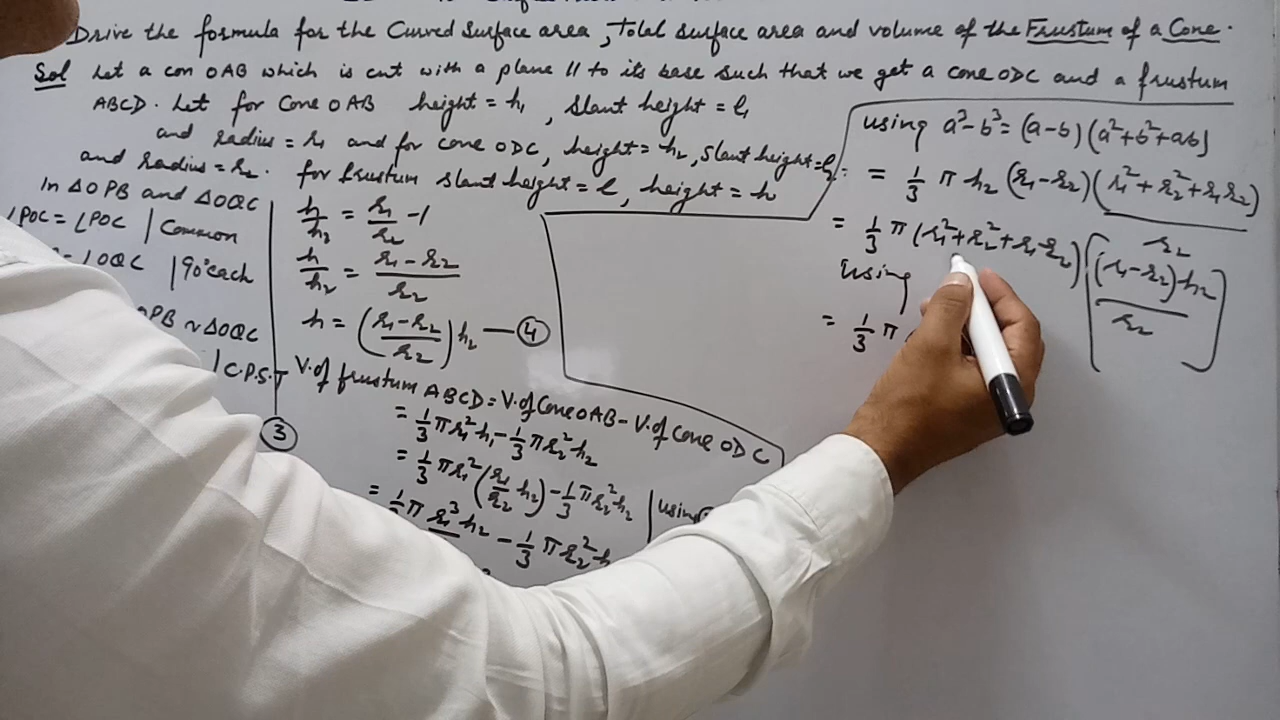 Drive the formula for the Curved Surface area, Total surface area and volume of the Frustum of a Cone.
Sol Let a con OAB which is cut with a plane || to its base such that we get a cone ODC and a frustum
ABCD. Let for Cone OAB height = h₁, slant height = l₁
and radius = r₁ and for cone ODC, height = h₂, slant height = l₂
and radius = r₂. for frustum slant height = l, height = h
In △OPB and △OQC
∠POC = ∠POC | Common
∠OQC | 90° each
OPB ~ △OQC
| C.P.S.T
3
h/h₂ = r₁/r₂ - 1
h/h₂ = (r₁ - r₂)/r₂
h = ((r₁ - r₂)/r₂) h₂ — ④
V. of frustum ABCD = V. of Cone OAB - V. of Cone ODC
= 1/3 π r₁² h₁ - 1/3 π r₂² h₂
= 1/3 π r₁² (r₁/r₂ h₂) - 1/3 π r₂² h₂ | using
= 1/3 π r₁³ h₂ - 1/3 π r₂² h
using a³ - b³ = (a - b)(a² + b² + ab)
= 1/3 π h₂ (r₁ - r₂)(r₁² + r₂² + r₁r₂)
r₂
= 1/3 π (r₁² + r₂² + r₁r₂) [(r₁ - r₂) h₂ / r₂]
using
= 1/3 π